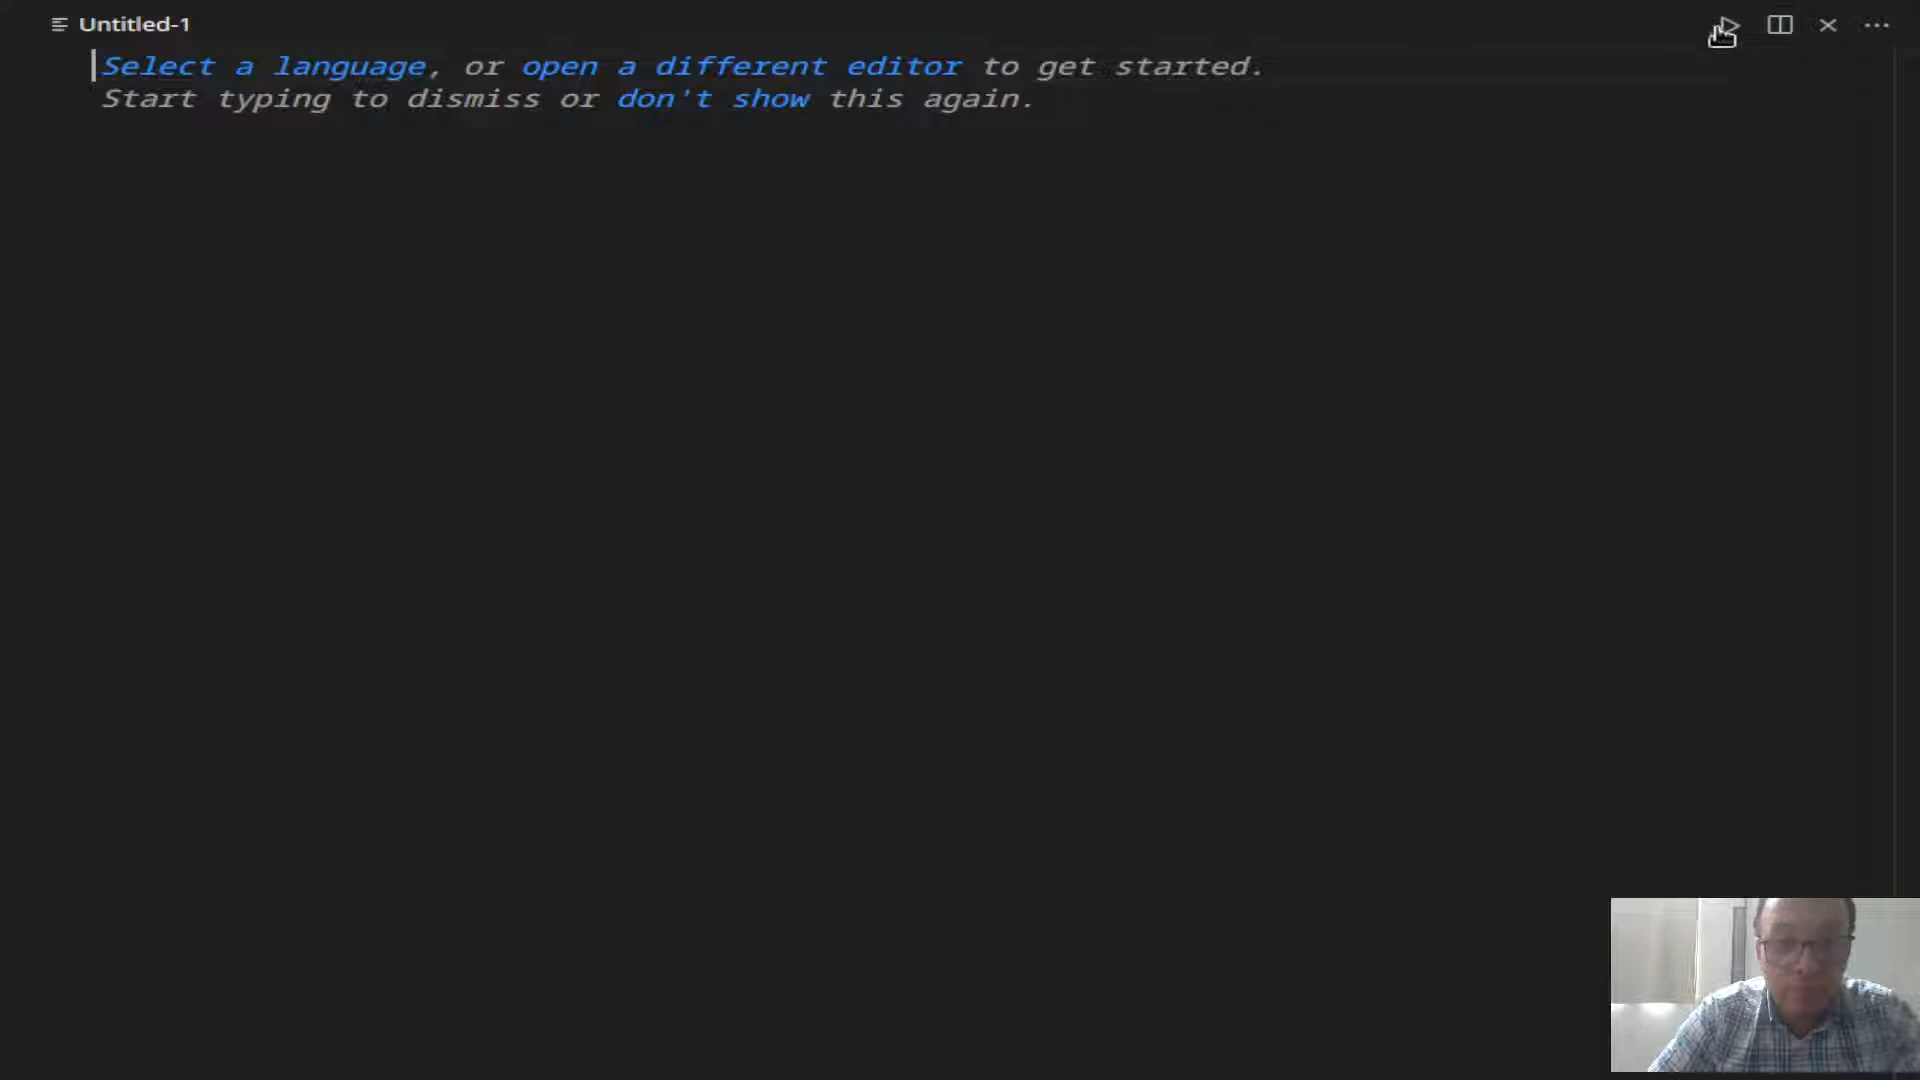 Untitled-1
Select a language, or open a different editor to get started.
Start typing to dismiss or don't show this again.